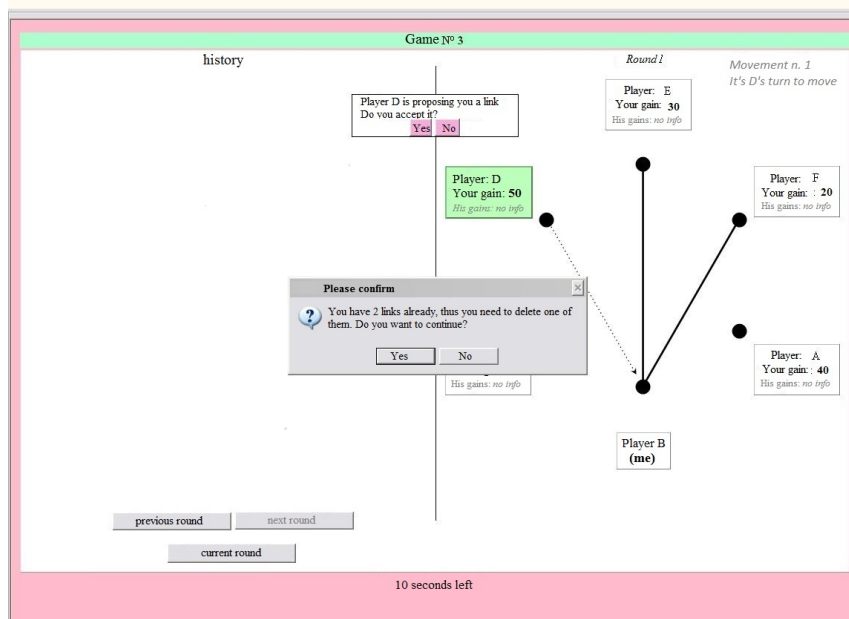 Game Nº 3
history
Round 1
Movement n. 1
It's D's turn to move
Player D is proposing you a link
Do you accept it?
Yes No
Player: E
Your gain: 30
His gains: no info
Player: D
Your gain: 50
His gains: no info
Player: F
Your gain: : 20
His gains: no info
Please confirm
You have 2 links already, thus you need to delete one of
them. Do you want to continue?
Yes No
His gains: no info
Player: A
Your gain: : 40
His gains: no info
Player B
(me)
previous round next round
current round
10 seconds left